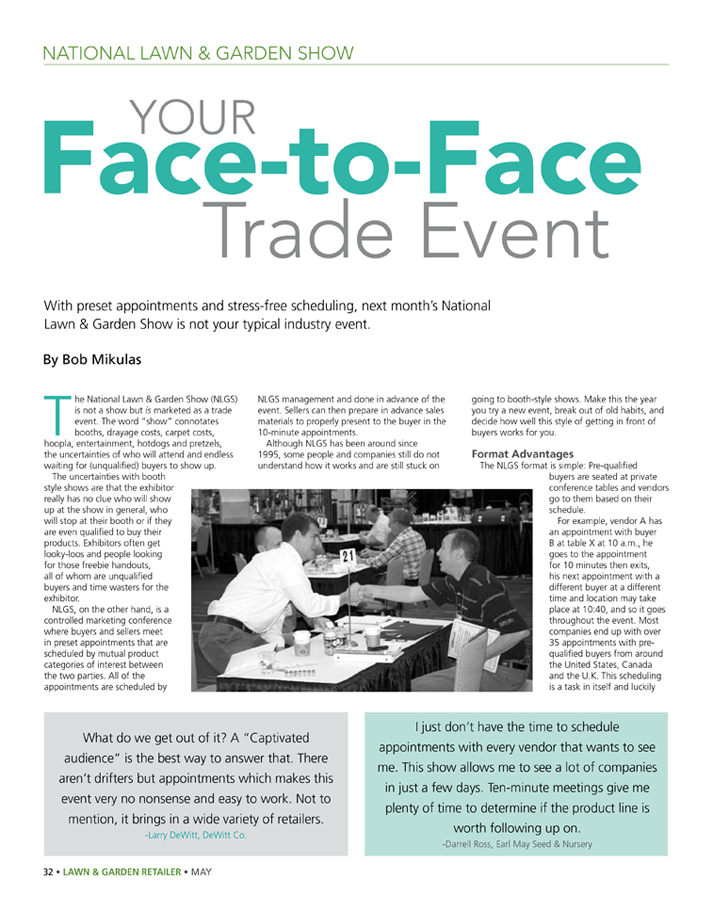 NATIONAL LAWN & GARDEN SHOW
YOUR
Face-to-Face
Trade Event
With preset appointments and stress-free scheduling, next month's National
Lawn & Garden Show is not your typical industry event.
By Bob Mikulas
The National Lawn & Garden Show (NLGS)
is not a show but is marketed as a trade
event. The word "show" connotates
booths, drayage costs, carpet costs,
hoopla, entertainment, hotdogs and pretzels,
the uncertainties of who will attend and endless
waiting for (unqualified) buyers to show up.
The uncertainties with booth
style shows are that the exhibitor
really has no clue who will show
up at the show in general, who
will stop at their booth or if they
are even qualified to buy their
products. Exhibitors often get
looky-loos and people looking
for those freebie handouts,
all of whom are unqualified
buyers and time wasters for the
exhibitor.
NLGS, on the other hand, is a
controlled marketing conference
where buyers and sellers meet
in preset appointments that are
scheduled by mutual product
categories of interest between
the two parties. All of the
appointments are scheduled by
NLGS management and done in advance of the
event. Sellers can then prepare in advance sales
materials to properly present to the buyer in the
10-minute appointments.
Although NLGS has been around since
1995, some people and companies still do not
understand how it works and are still stuck on
going to booth-style shows. Make this the year
you try a new event, break out of old habits, and
decide how well this style of getting in front of
buyers works for you.
Format Advantages
The NLGS format is simple: Pre-qualified
buyers are seated at private
conference tables and vendors
go to them based on their
schedule.
For example, vendor A has
an appointment with buyer
B at table X at 10 a.m., he
goes to the appointment
for 10 minutes then exits,
his next appointment with a
different buyer at a different
time and location may take
place at 10:40, and so it goes
throughout the event. Most
companies end up with over
35 appointments with pre-
qualified buyers from around
the United States, Canada
and the U.K. This scheduling
is a task in itself and luckily
21
What do we get out of it? A "Captivated
audience" is the best way to answer that. There
aren't drifters but appointments which makes this
event very no nonsense and easy to work. Not to
mention, it brings in a wide variety of retailers.
-Larry DeWitt, DeWitt Co.
I just don't have the time to schedule
appointments with every vendor that wants to see
me. This show allows me to see a lot of companies
in just a few days. Ten-minute meetings give me
plenty of time to determine if the product line is
worth following up on.
-Darrell Ross, Earl May Seed & Nursery
32 • LAWN & GARDEN RETAILER • MAY